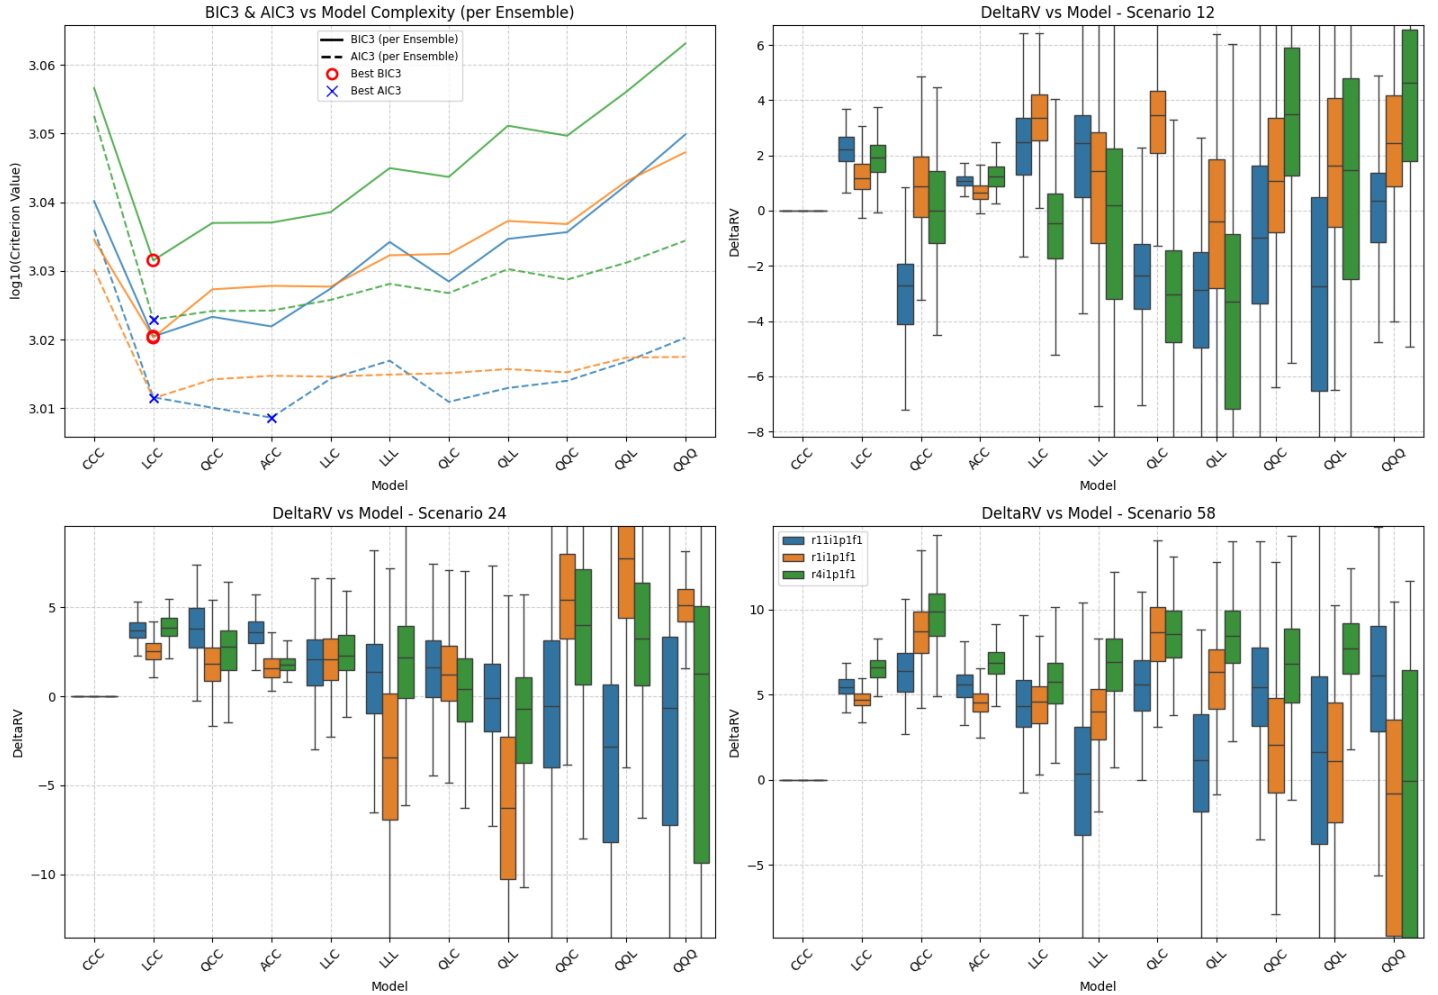 BIC3 & AIC3 vs Model Complexity (per Ensemble)
BIC3 (per Ensemble)
AIC3 (per Ensemble)
Best BIC3
Best AIC3
log10(Criterion Value)
3.06
3.05
3.04
3.03
3.02
3.01
CCC LCC QCC ACC LLC LLL QLC QLL QQC QQL QQQ
Model
DeltaRV vs Model - Scenario 12
DeltaRV
6
4
2
0
−2
−4
−6
−8
CCC LCC QCC ACC LLC LLL QLC QLL QQC QQL QQQ
Model
DeltaRV vs Model - Scenario 24
DeltaRV
5
0
−5
−10
CCC LCC QCC ACC LLC LLL QLC QLL QQC QQL QQQ
Model
DeltaRV vs Model - Scenario 58
r11i1p1f1
r1i1p1f1
r4i1p1f1
DeltaRV
10
5
0
−5
CCC LCC QCC ACC LLC LLL QLC QLL QQC QQL QQQ
Model